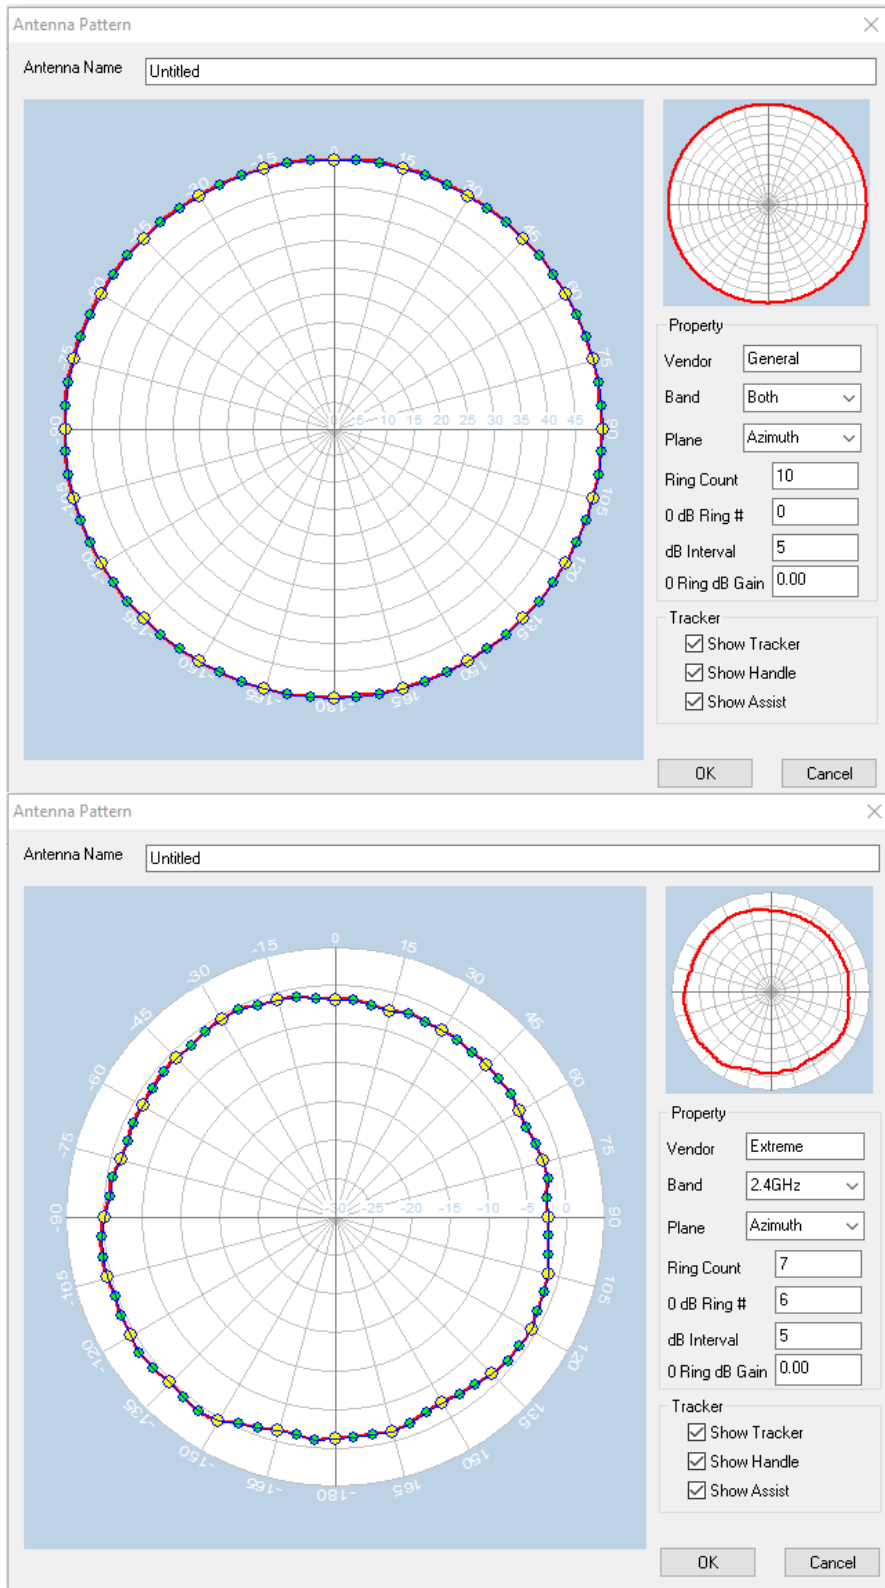 Antenna Pattern
Antenna Name Untitled
-15 0 15
-30 30
-45 45
-60 60
-75 75
5 10 15 20 25 30 35 40 45
-90 90
-105 105
-120 120
-135 135
-150 150
-165 -180 165
Property
Vendor General
Band Both
Plane Azimuth
Ring Count 10
0 dB Ring # 0
dB Interval 5
0 Ring dB Gain 0.00
Tracker
Show Tracker
Show Handle
Show Assist
OK Cancel
Antenna Pattern
Antenna Name Untitled
-15 0 15
-30 30
-45 45
-60 60
-75 75
-30 -25 -20 -15 -10 -5 0
-90 90
-105 105
-120 120
-135 135
-150 150
-165 -180 165
Property
Vendor Extreme
Band 2.4GHz
Plane Azimuth
Ring Count 7
0 dB Ring # 6
dB Interval 5
0 Ring dB Gain 0.00
Tracker
Show Tracker
Show Handle
Show Assist
OK Cancel